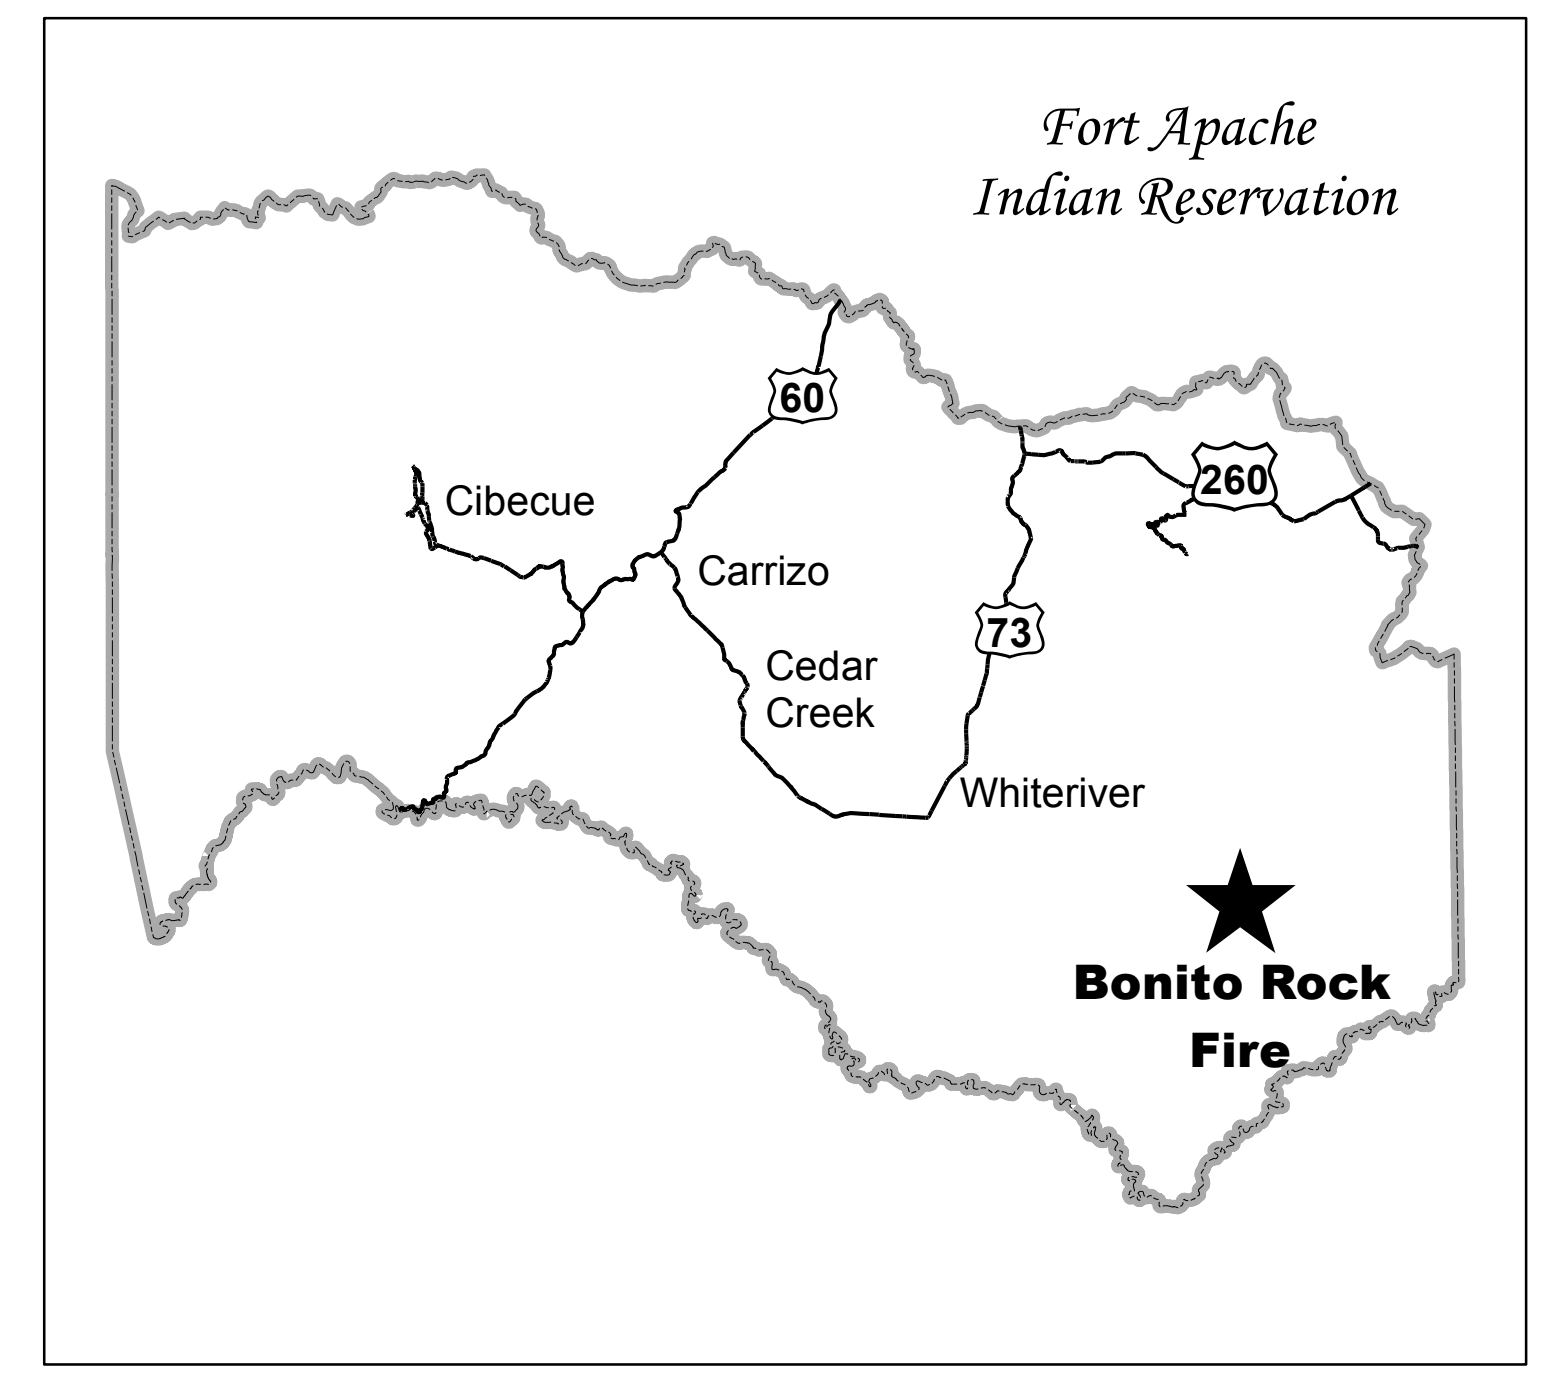 Fort Apache
Indian Reservation
60
260
Cibecue
Carrizo
73
Cedar
Creek
Whiteriver
Bonito Rock
Fire